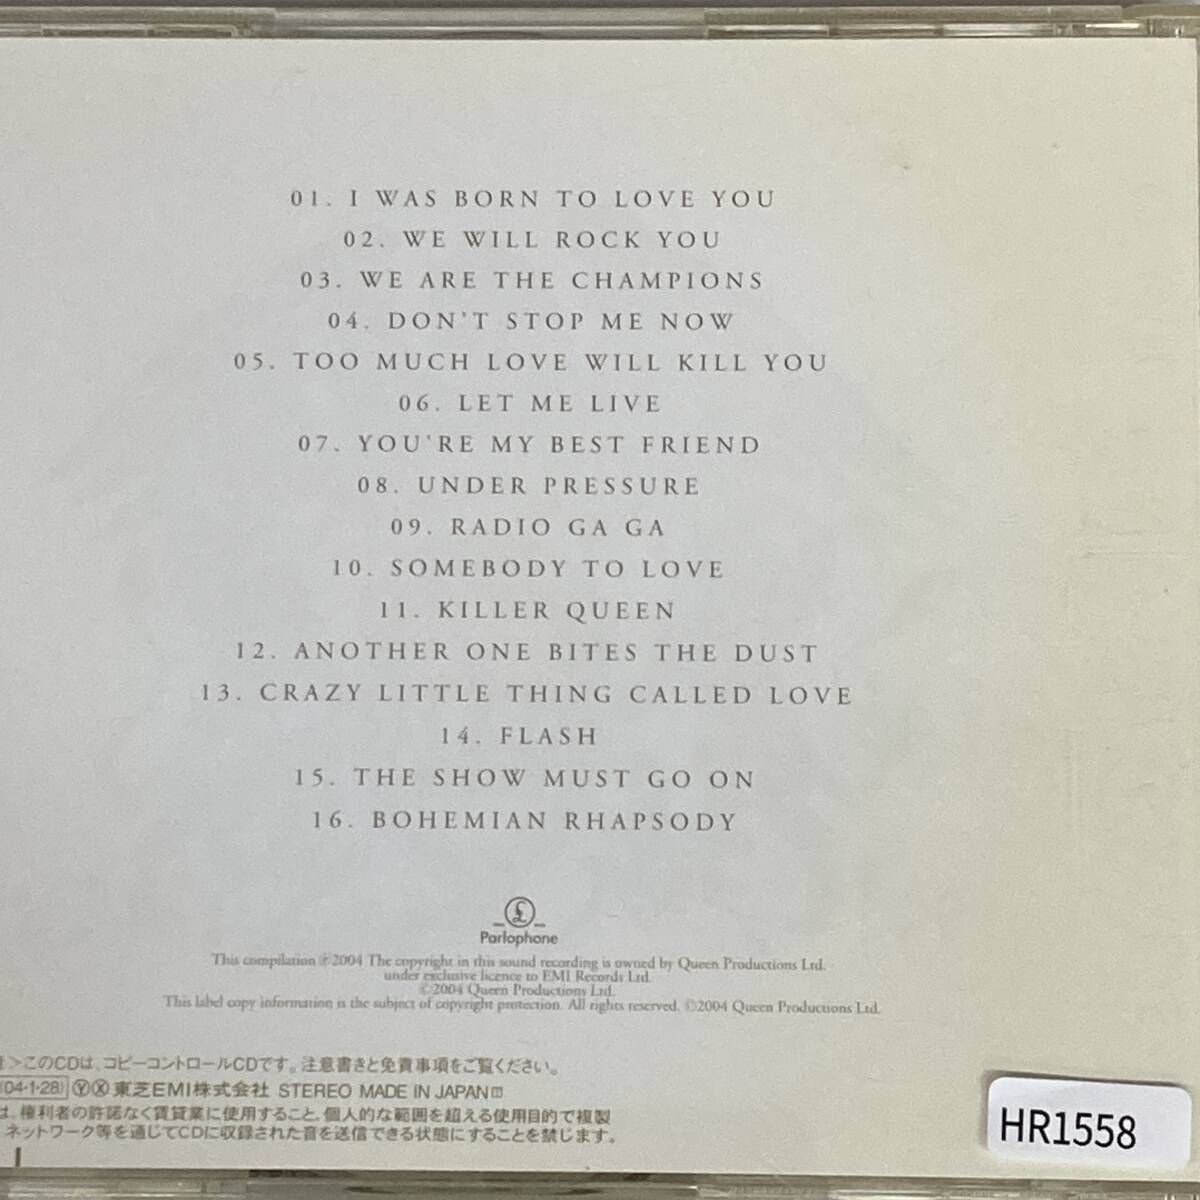 01. I WAS BORN TO LOVE YOU
02. WE WILL ROCK YOU
03. WE ARE THE CHAMPIONS
04. DON'T STOP ME NOW
05. TOO MUCH LOVE WILL KILL YOU
06. LET ME LIVE
07. YOU'RE MY BEST FRIEND
08. UNDER PRESSURE
09. RADIO GA GA
10. SOMEBODY TO LOVE
11. KILLER QUEEN
12. ANOTHER ONE BITES THE DUST
13. CRAZY LITTLE THING CALLED LOVE
14. FLASH
15. THE SHOW MUST GO ON
16. BOHEMIAN RHAPSODY
£
Parlophone
This compilation ℗2004 The copyright in this sound recording is owned by Queen Productions Ltd.
under exclusive licence to EMI Records Ltd.
©2004 Queen Productions Ltd.
This label copy information is the subject of copyright protection. All rights reserved. ©2004 Queen Productions Ltd.
>このCDは、コピーコントロールCDです。注意書きと免責事項をご覧ください。
(04・1・28) Ⓨ Ⓧ 東芝EMI株式会社 STEREO MADE IN JAPAN
は、権利者の許諾なく賃貸業に使用すること、個人的な範囲を超える使用目的で複製
ネットワーク等を通じてCDに収録された音を送信できる状態にすることを禁じます。
HR1558